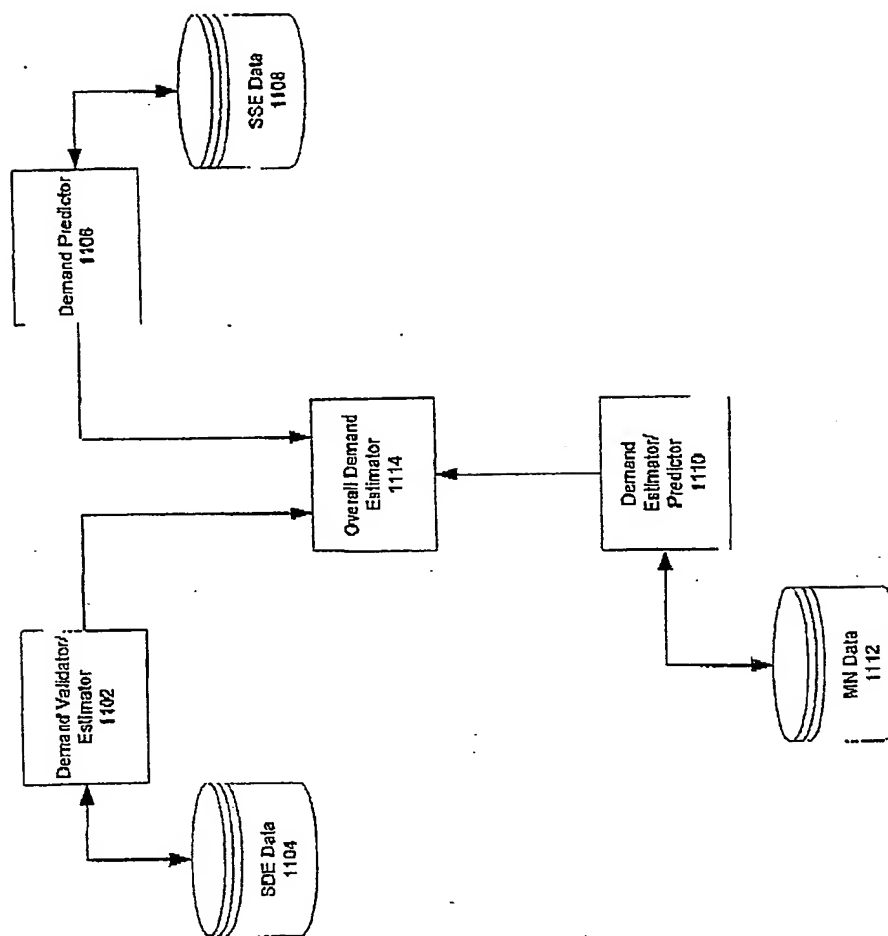 Demand Validator/
Estimator
1102
Demand Predictor
1106
SDE Data
1104
SSE Data
1108
Overall Demand
Estimator
1114
Demand
Estimator/
Predictor
1110
MN Data
1112